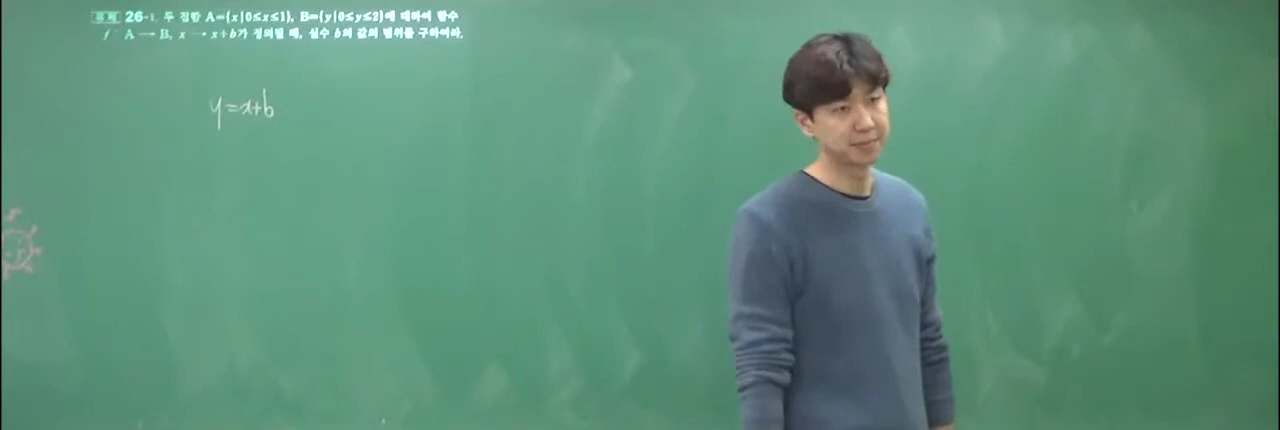 유제 26-1. 두 집합 A={x|0≤x≤1}, B={y|0≤y≤2}에 대하여 함수
f : A → B, x → x+b가 정의될 때, 실수 b의 값의 범위를 구하여라.
y=x+b